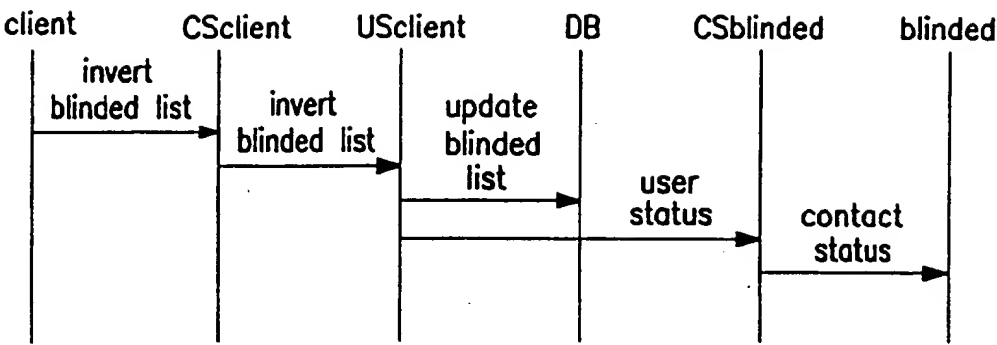 client CSclient USclient DB CSblinded blinded
invert
blinded list
invert
blinded list
update
blinded
list
user
status
contact
status